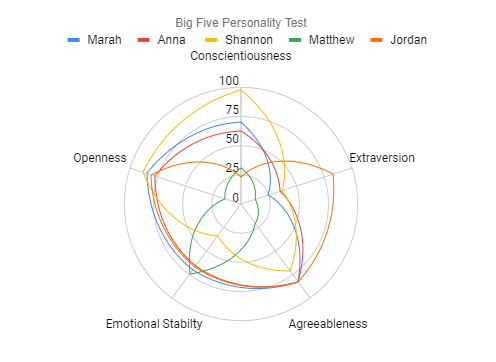 Big Five Personality Test
Marah Anna Shannon Matthew Jordan
Conscientiousness
100
75
50
25
0
Openness
Extraversion
Emotional Stabilty
Agreeableness